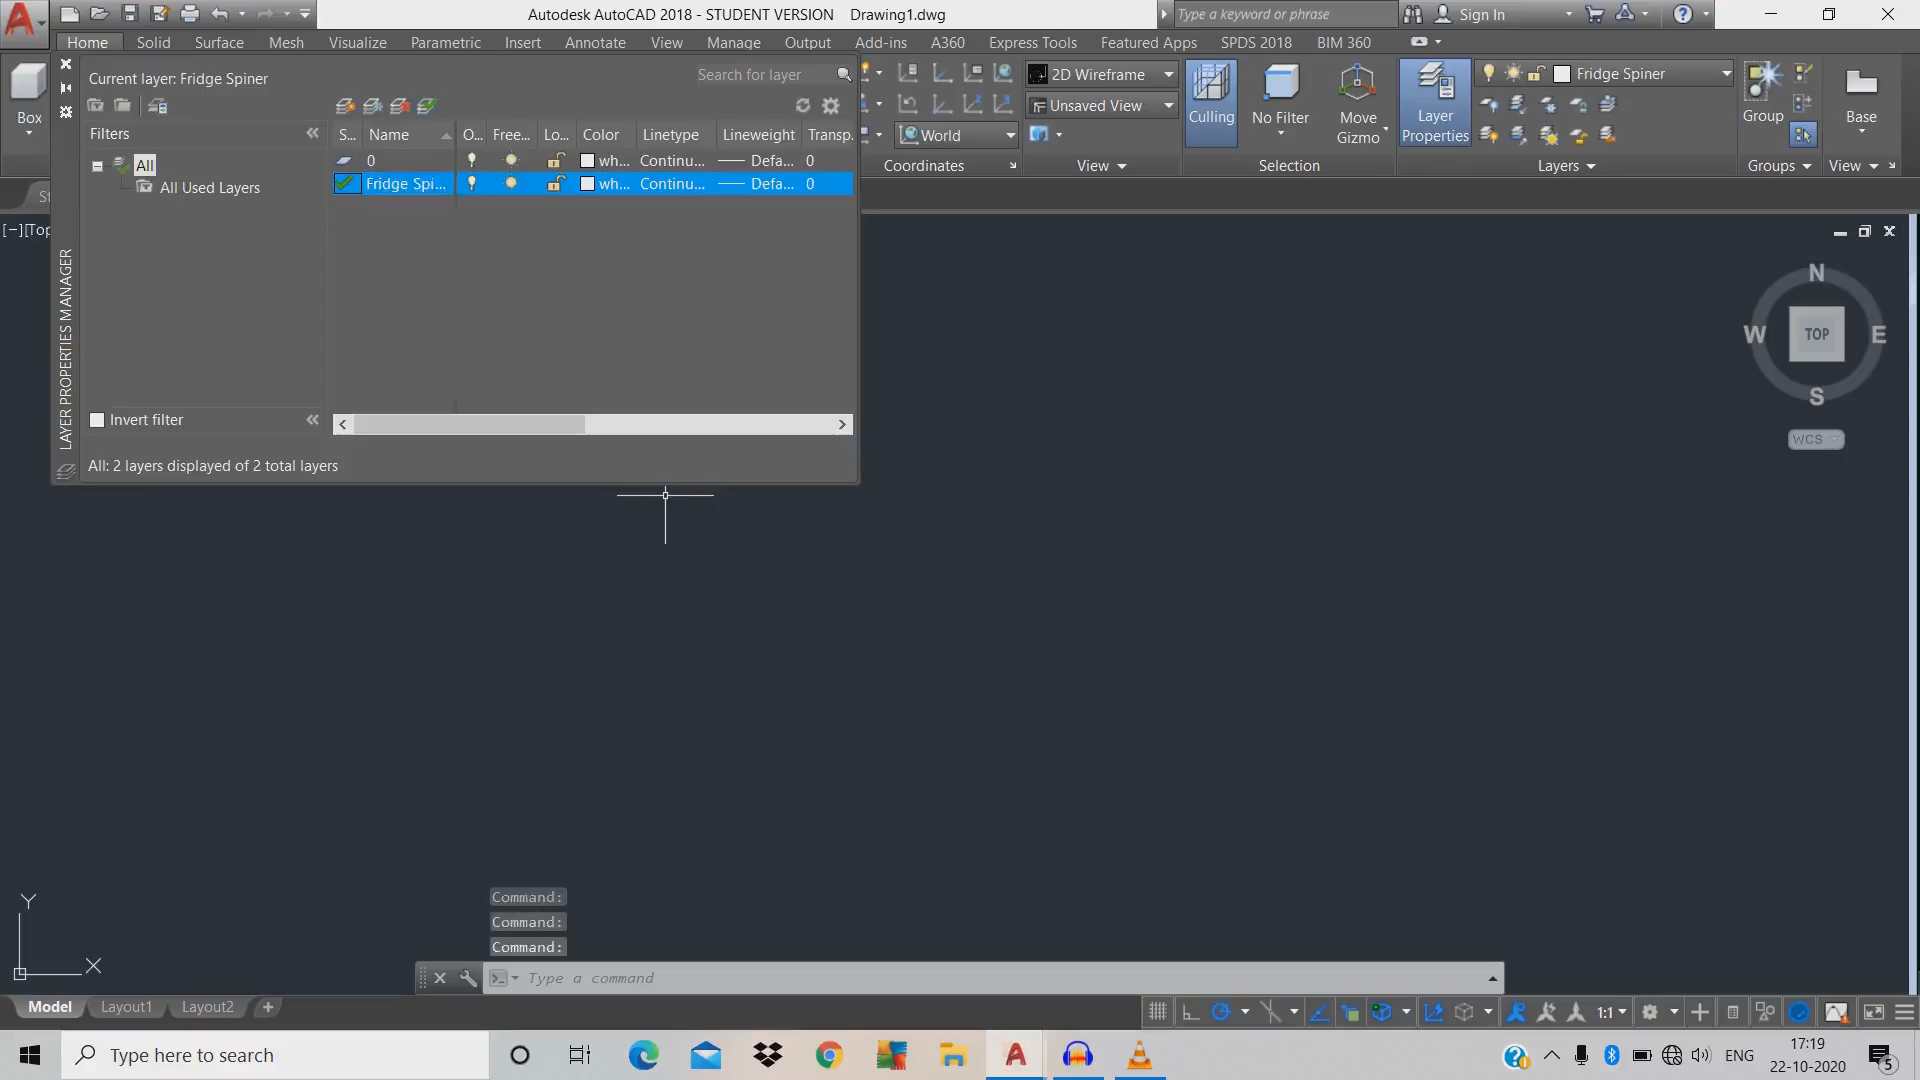 Autodesk AutoCAD 2018 - STUDENT VERSION Drawing1.dwg
Type a keyword or phrase
Sign In
Home Solid Surface Mesh Visualize Parametric Insert Annotate View Manage Output Add-ins A360 Express Tools Featured Apps SPDS 2018 BIM 360
Box
Current layer: Fridge Spiner
Search for layer
Filters
S... Name O... Free... Lo... Color Linetype Lineweight Transp.
All
0 wh... Continu... Defa... 0
All Used Layers
Fridge Spi... wh... Continu... Defa... 0
Invert filter
All: 2 layers displayed of 2 total layers
LAYER PROPERTIES MANAGER
World
Coordinates
2D Wireframe
Unsaved View
View
Culling
No Filter
Move
Gizmo
Selection
Layer
Properties
Fridge Spiner
Layers
Group
Groups
Base
View
[−][Top
N
W TOP E
S
WCS
Y
X
Command:
Command:
Command:
Type a command
Model Layout1 Layout2 +
1:1
Type here to search
ENG
17:19
22-10-2020
5